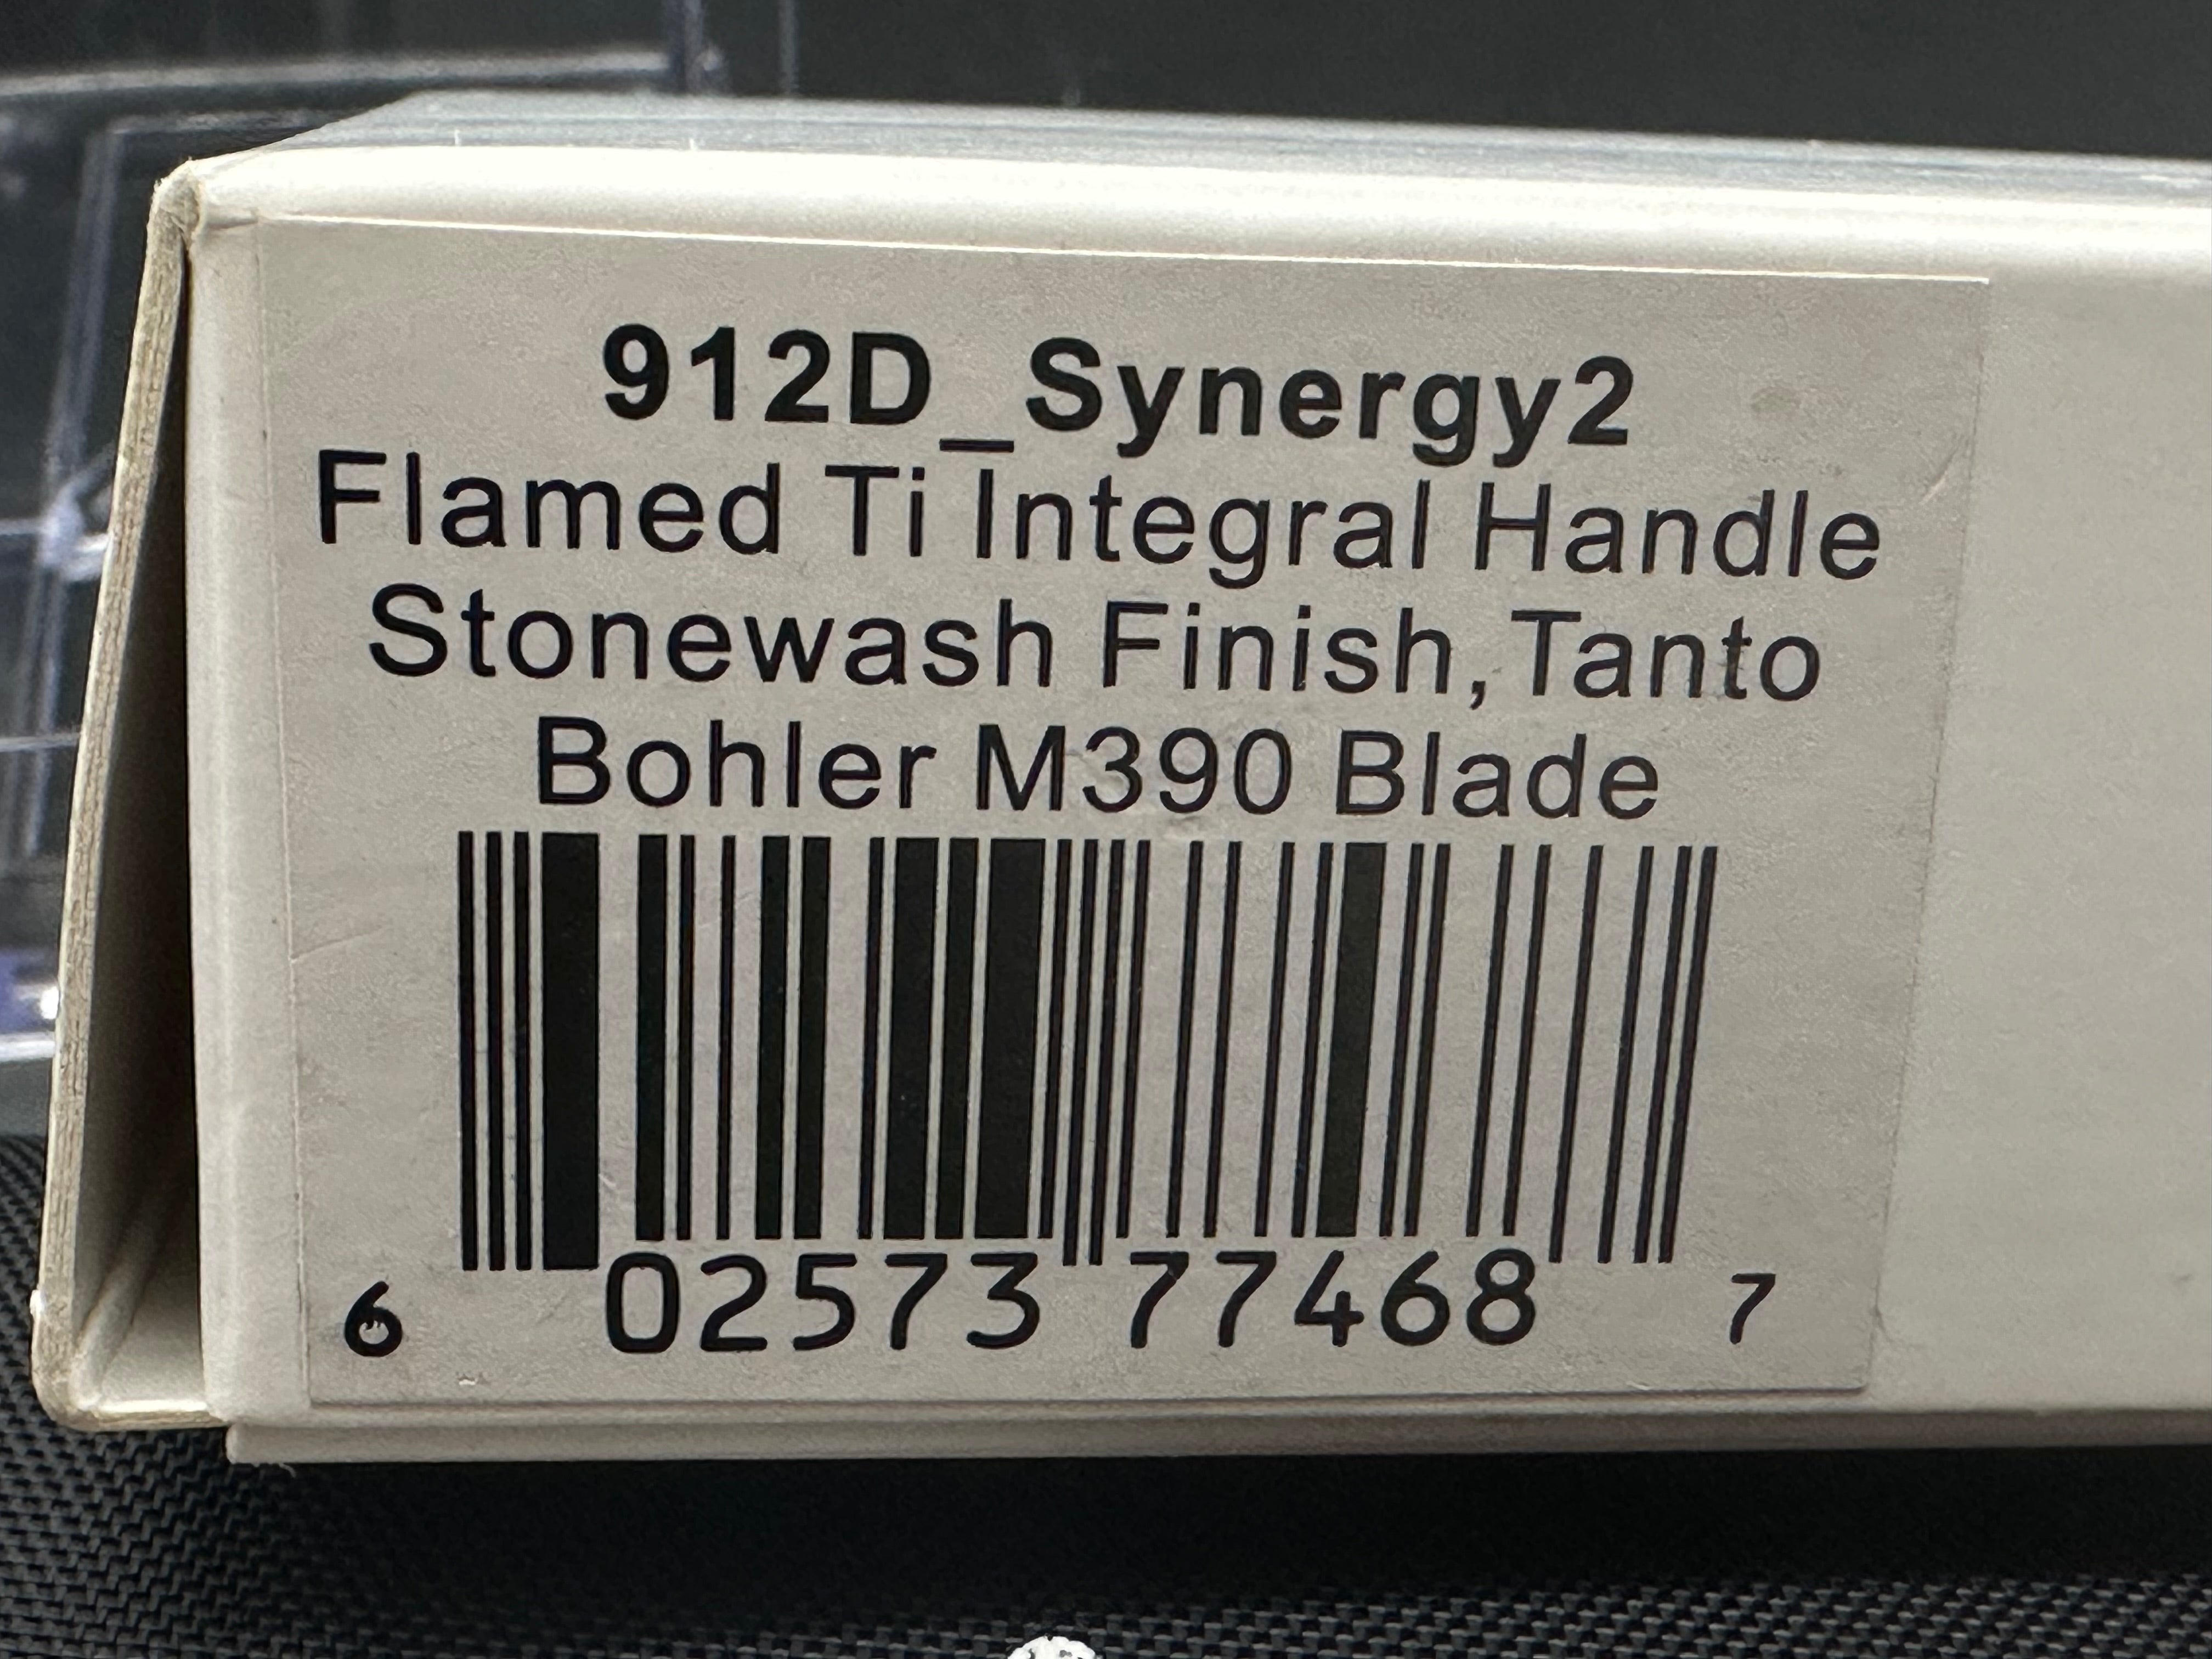 912D_Synergy2
Flamed Ti Integral Handle
Stonewash Finish,Tanto
Bohler M390 Blade
6 02573 77468 7